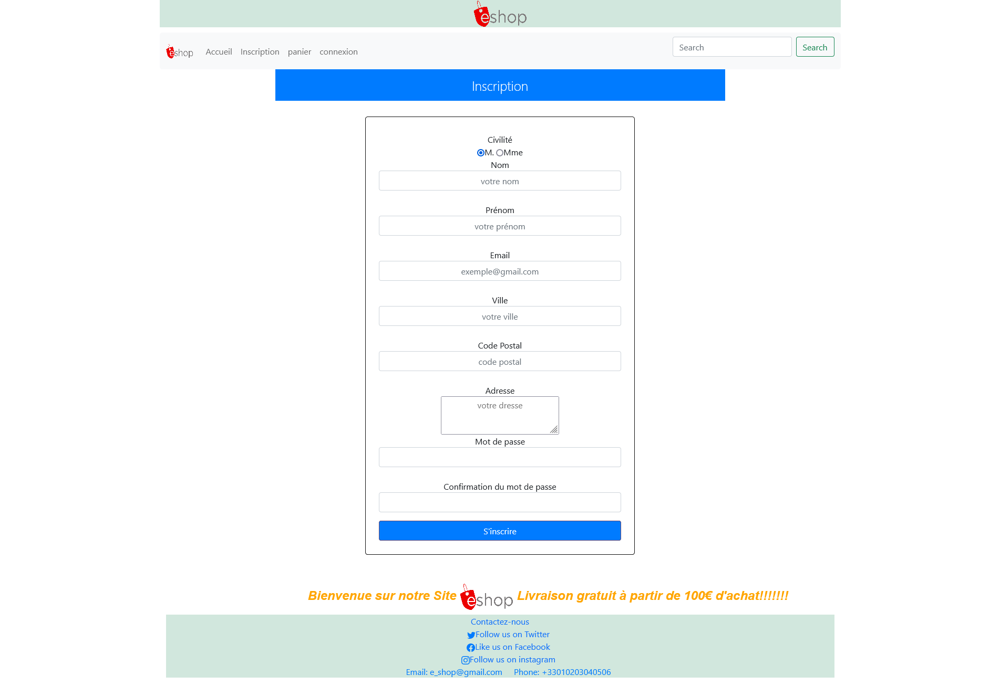 eshop
eshop Accueil Inscription panier connexion Search Search
Inscription
Civilité
M. Mme
Nom
votre nom
Prénom
votre prénom
Email
exemple@gmail.com
Ville
votre ville
Code Postal
code postal
Adresse
votre dresse
Mot de passe
Confirmation du mot de passe
S'inscrire
Bienvenue sur notre Site eshop Livraison gratuit à partir de 100€ d'achat!!!!!!!
Contactez-nous
Follow us on Twitter
Like us on Facebook
Follow us on instagram
Email: e_shop@gmail.com Phone: +33010203040506